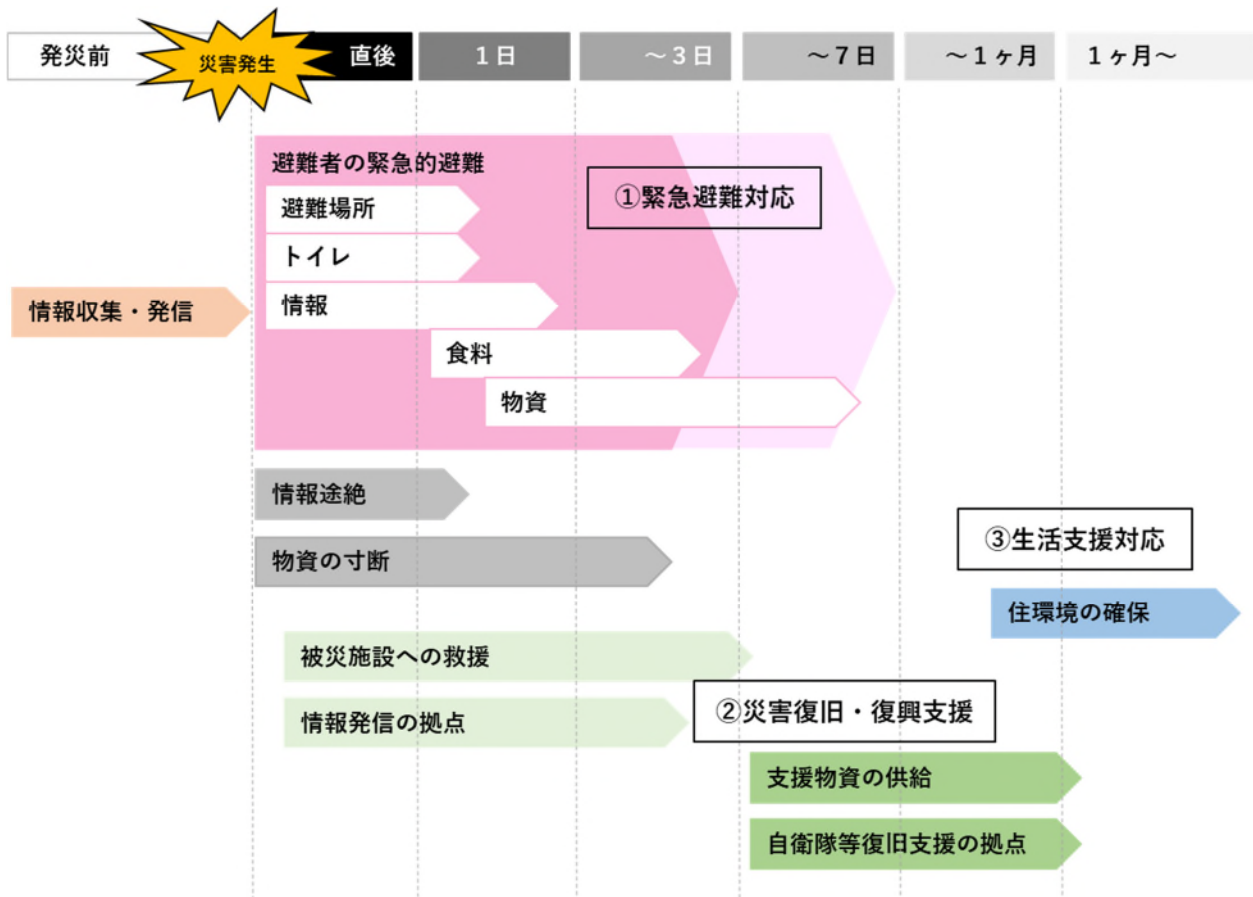 発災前
災害発生
直後
1日
～3日
～7日
～1ヶ月
1ヶ月～
避難者の緊急的避難
①緊急避難対応
避難場所
トイレ
情報
情報収集・発信
食料
物資
情報途絶
物資の寸断
③生活支援対応
住環境の確保
被災施設への救援
情報発信の拠点
②災害復旧・復興支援
支援物資の供給
自衛隊等復旧支援の拠点